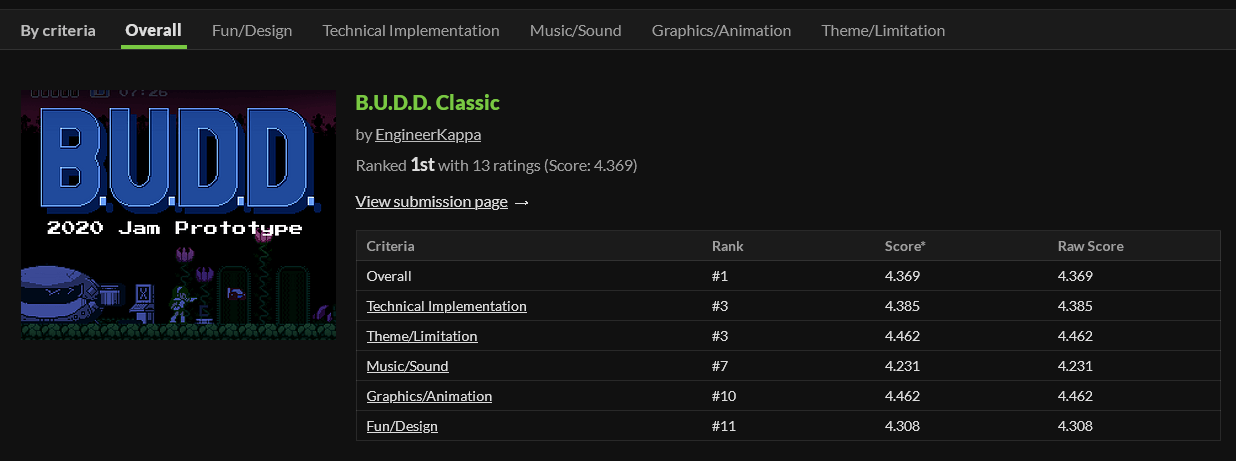 By criteria Overall Fun/Design Technical Implementation Music/Sound Graphics/Animation Theme/Limitation
07:26
B.U.D.D.
2020 Jam Prototype
B.U.D.D. Classic
by EngineerKappa
Ranked 1st with 13 ratings (Score: 4.369)
View submission page →
Criteria Rank Score* Raw Score
Overall #1 4.369 4.369
Technical Implementation #3 4.385 4.385
Theme/Limitation #3 4.462 4.462
Music/Sound #7 4.231 4.231
Graphics/Animation #10 4.462 4.462
Fun/Design #11 4.308 4.308